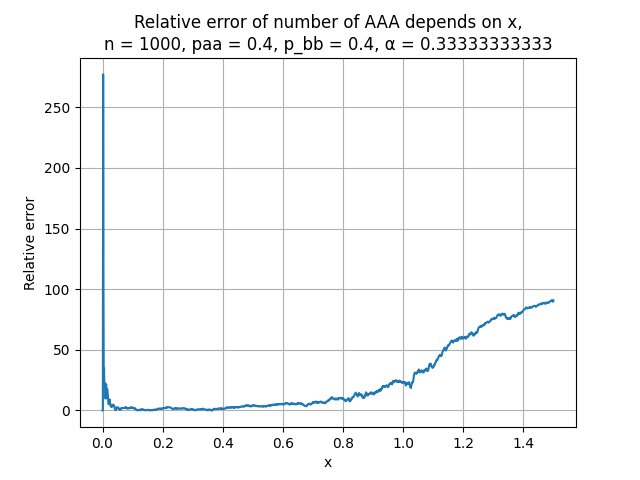 Relative error of number of AAA depends on x,
n = 1000, paa = 0.4, p_bb = 0.4, α = 0.33333333333
250
200
150
100
50
0
Relative error
0.0 0.2 0.4 0.6 0.8 1.0 1.2 1.4
x